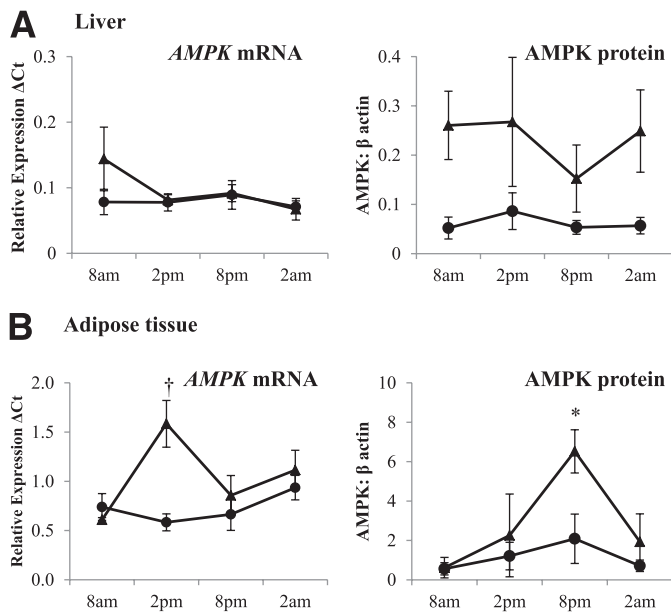 A Liver
AMPK mRNA
Relative Expression ΔCt
0.3
0.2
0.1
0
8am 2pm 8pm 2am
AMPK protein
AMPK: β actin
0.4
0.3
0.2
0.1
0
8am 2pm 8pm 2am
B Adipose tissue
AMPK mRNA
Relative Expression ΔCt
2.0
1.5
1.0
0.5
0.0
†
8am 2pm 8pm 2am
AMPK protein
AMPK: β actin
10
8
6
4
2
0
*
8am 2pm 8pm 2am